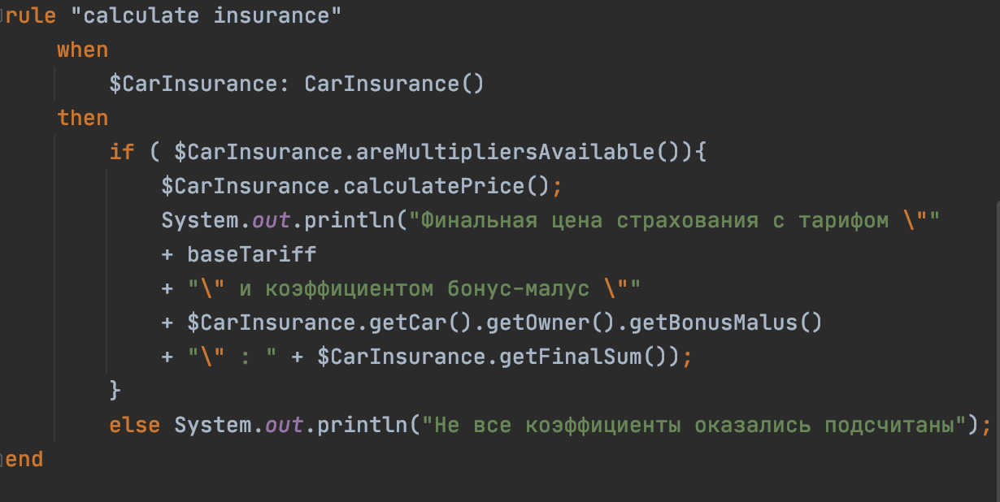 rule "calculate insurance"
when
$CarInsurance: CarInsurance()
then
if ( $CarInsurance.areMultipliersAvailable()){
$CarInsurance.calculatePrice();
System.out.println("Финальная цена страхования с тарифом \""
+ baseTariff
+ "\" и коэффициентом бонус-малус \""
+ $CarInsurance.getCar().getOwner().getBonusMalus()
+ "\" : " + $CarInsurance.getFinalSum());
}
else System.out.println("Не все коэффициенты оказались подсчитаны");
end